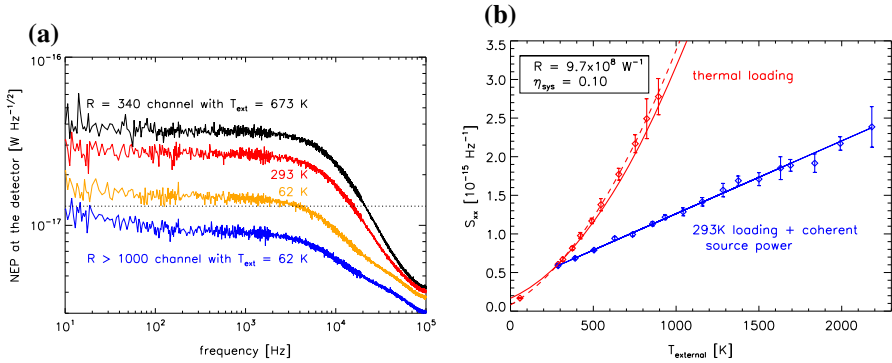 (a)
10⁻¹⁶
10⁻¹⁷
NEP at the detector [W Hz⁻¹ᐟ²]
R = 340 channel with T_ext = 673 K
293 K
62 K
R > 1000 channel with T_ext = 62 K
10¹ 10² 10³ 10⁴ 10⁵
frequency [Hz]
(b)
3.5
3.0
2.5
2.0
1.5
1.0
0.5
0.0
S_xx [10⁻¹⁵ Hz⁻¹]
R = 9.7x10⁸ W⁻¹
η_sys = 0.10
thermal loading
293K loading + coherent
source power
0 500 1000 1500 2000
T_external [K]